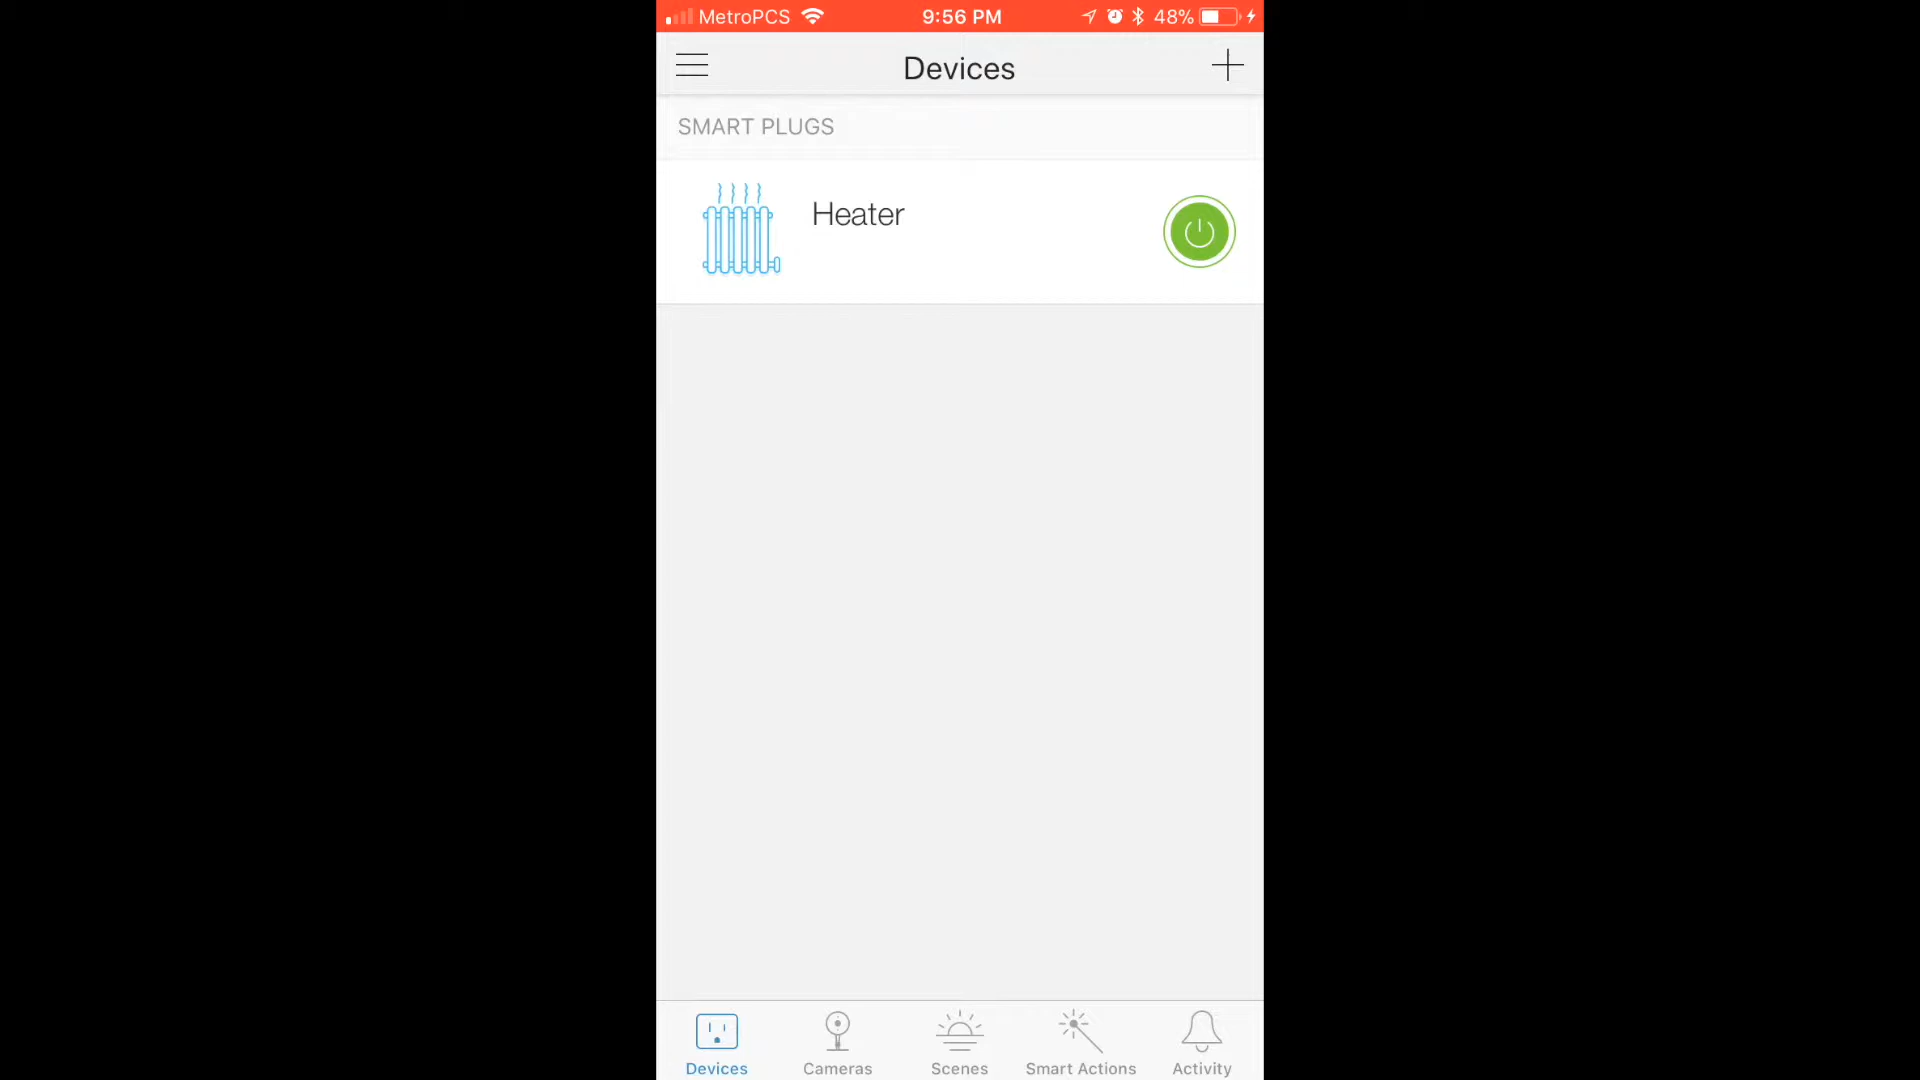 MetroPCS 9:56 PM 48%
Devices
SMART PLUGS
Heater
Devices Cameras Scenes Smart Actions Activity